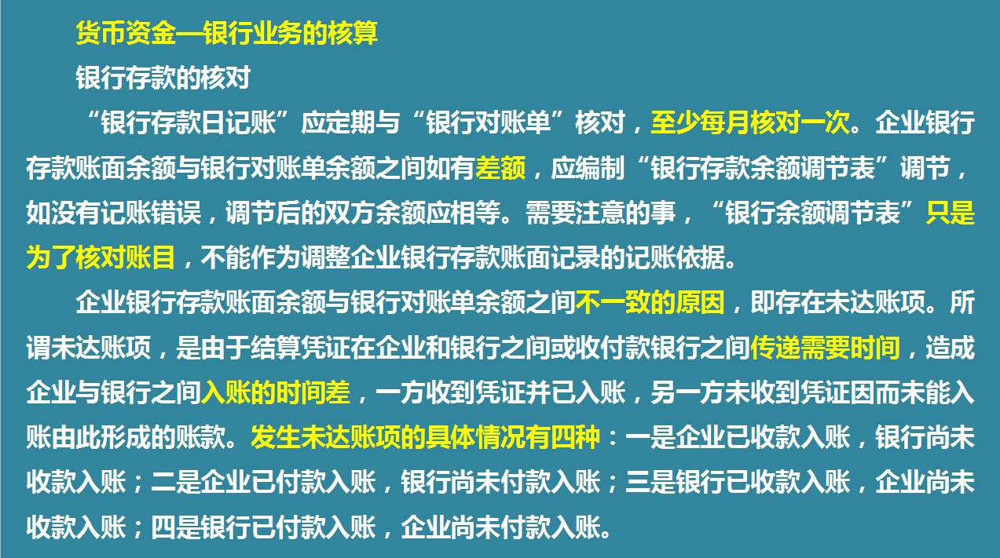 货币资金—银行业务的核算
银行存款的核对
“银行存款日记账”应定期与“银行对账单”核对，至少每月核对一次。企业银行
存款账面余额与银行对账单余额之间如有差额，应编制“银行存款余额调节表”调节，
如没有记账错误，调节后的双方余额应相等。需要注意的事，“银行余额调节表”只是
为了核对账目，不能作为调整企业银行存款账面记录的记账依据。
企业银行存款账面余额与银行对账单余额之间不一致的原因，即存在未达账项。所
谓未达账项，是由于结算凭证在企业和银行之间或收付款银行之间传递需要时间，造成
企业与银行之间入账的时间差，一方收到凭证并已入账，另一方未收到凭证因而未能入
账由此形成的账款。发生未达账项的具体情况有四种：一是企业已收款入账，银行尚未
收款入账；二是企业已付款入账，银行尚未付款入账；三是银行已收款入账，企业尚未
收款入账；四是银行已付款入账，企业尚未付款入账。